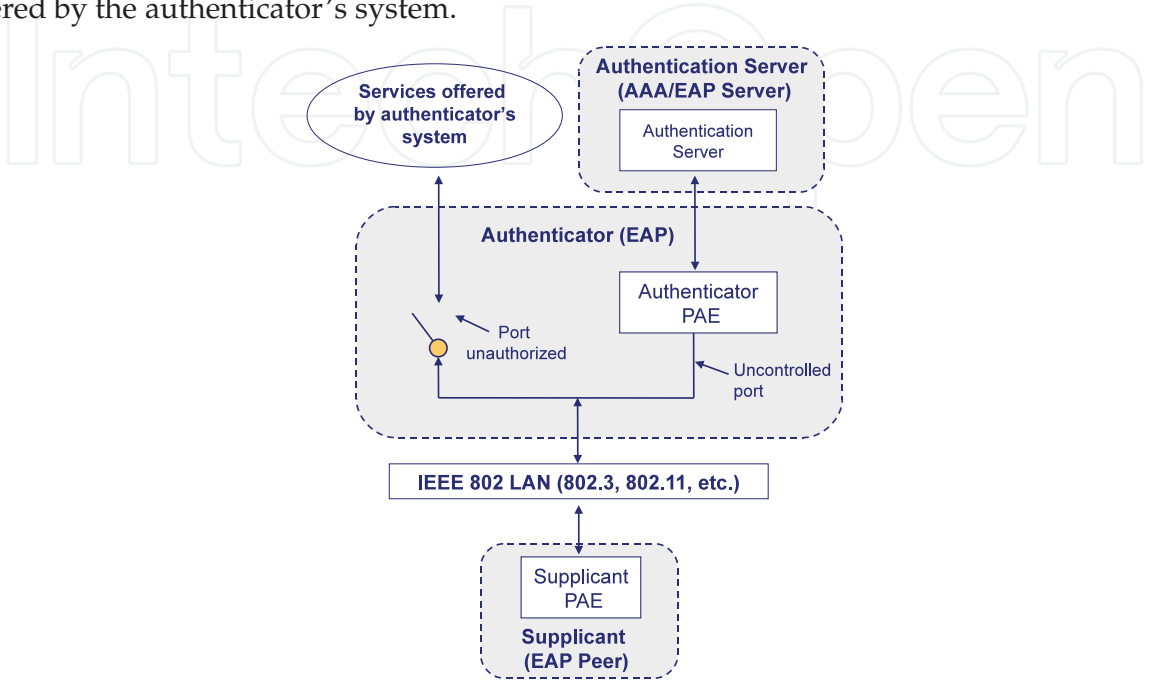 ered by the authenticator's system.
IntechOpen
Services offered
by authenticator's
system
Authentication Server
(AAA/EAP Server)
Authentication
Server
Authenticator (EAP)
Authenticator
PAE
Port
unauthorized
Uncontrolled
port
IEEE 802 LAN (802.3, 802.11, etc.)
Supplicant
PAE
Supplicant
(EAP Peer)